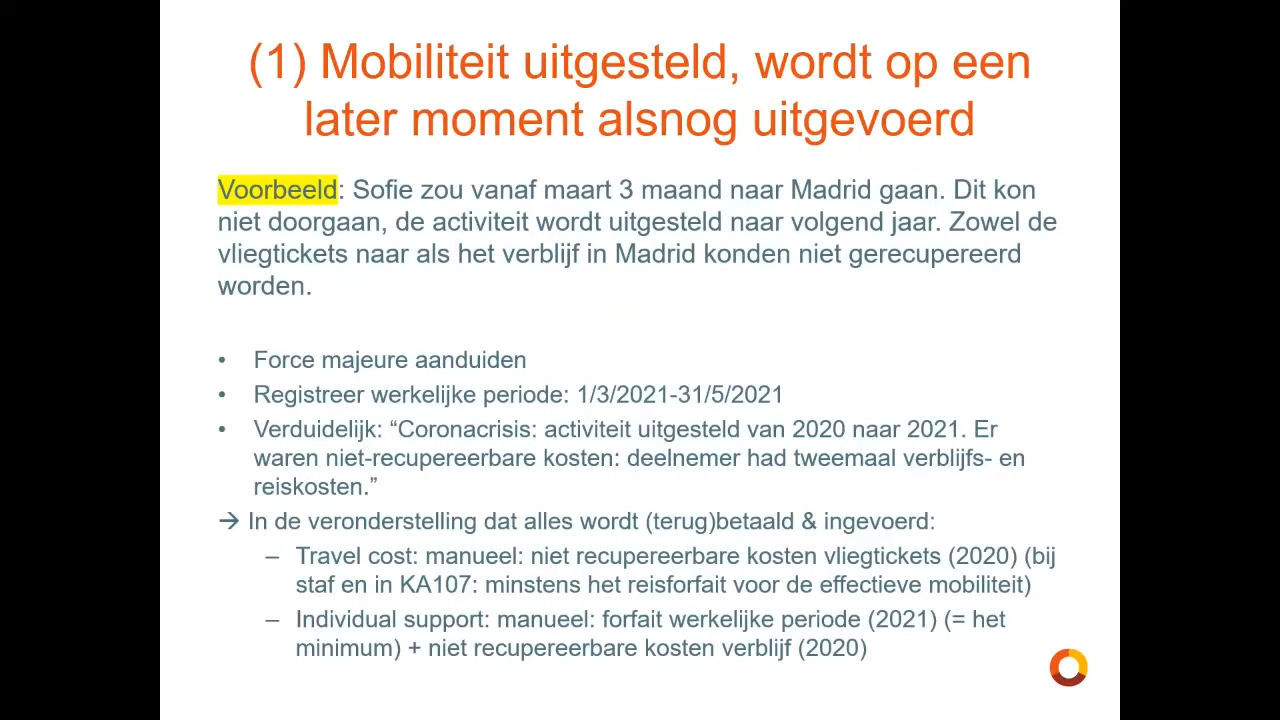 (1) Mobiliteit uitgesteld, wordt op een
later moment alsnog uitgevoerd
Voorbeeld: Sofie zou vanaf maart 3 maand naar Madrid gaan. Dit kon
niet doorgaan, de activiteit wordt uitgesteld naar volgend jaar. Zowel de
vliegtickets naar als het verblijf in Madrid konden niet gerecupereerd
worden.
• Force majeure aanduiden
• Registreer werkelijke periode: 1/3/2021-31/5/2021
• Verduidelijk: “Coronacrisis: activiteit uitgesteld van 2020 naar 2021. Er
waren niet-recupereerbare kosten: deelnemer had tweemaal verblijfs- en
reiskosten.”
→ In de veronderstelling dat alles wordt (terug)betaald & ingevoerd:
– Travel cost: manueel: niet recupereerbare kosten vliegtickets (2020) (bij
staf en in KA107: minstens het reisforfait voor de effectieve mobiliteit)
– Individual support: manueel: forfait werkelijke periode (2021) (= het
minimum) + niet recupereerbare kosten verblijf (2020)